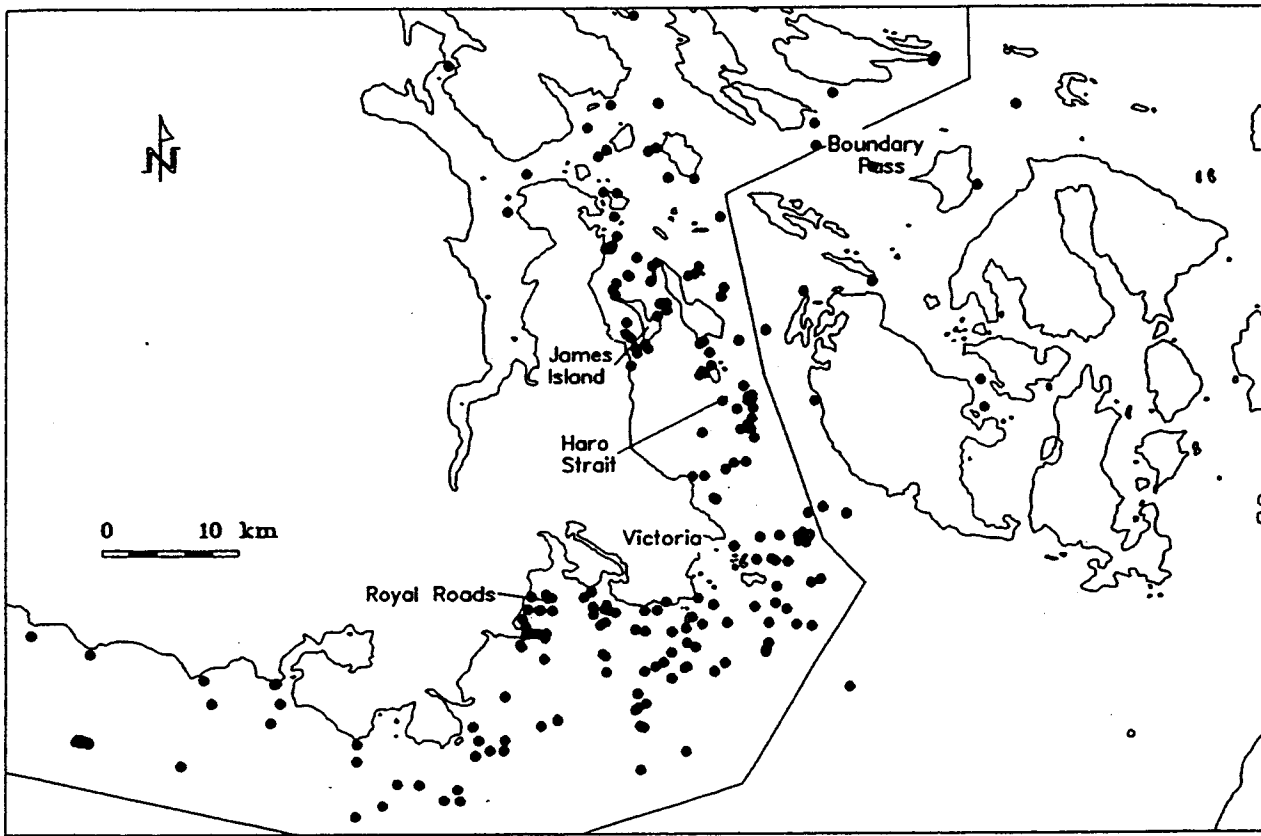 N
Boundary
Pass
James
Island
Haro
Strait
0 10 km
Victoria
Royal Roads